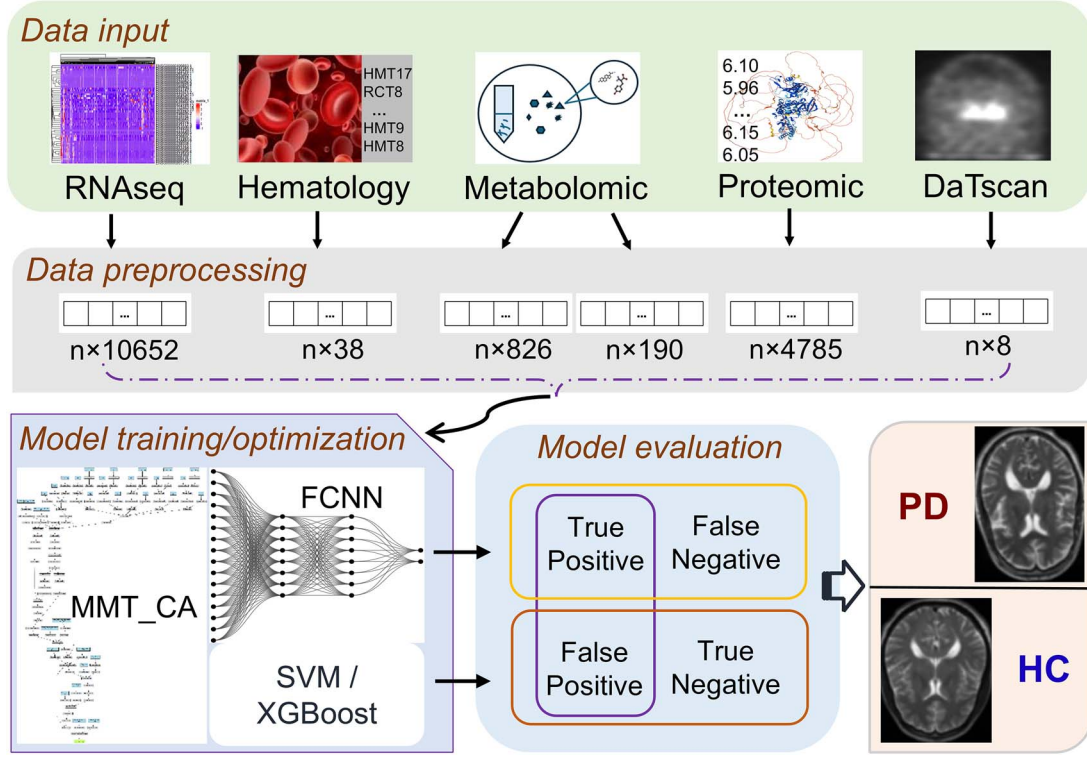 Data input
HMT17
RCT8
...
HMT9
HMT8
6.10
5.96
...
6.15
6.05
RNAseq
Hematology
Metabolomic
Proteomic
DaTscan
Data preprocessing
...
...
...
...
...
...
n×10652
n×38
n×826
n×190
n×4785
n×8
Model training/optimization
MMT_CA
FCNN
SVM /
XGBoost
Model evaluation
True
Positive
False
Negative
False
Positive
True
Negative
PD
HC